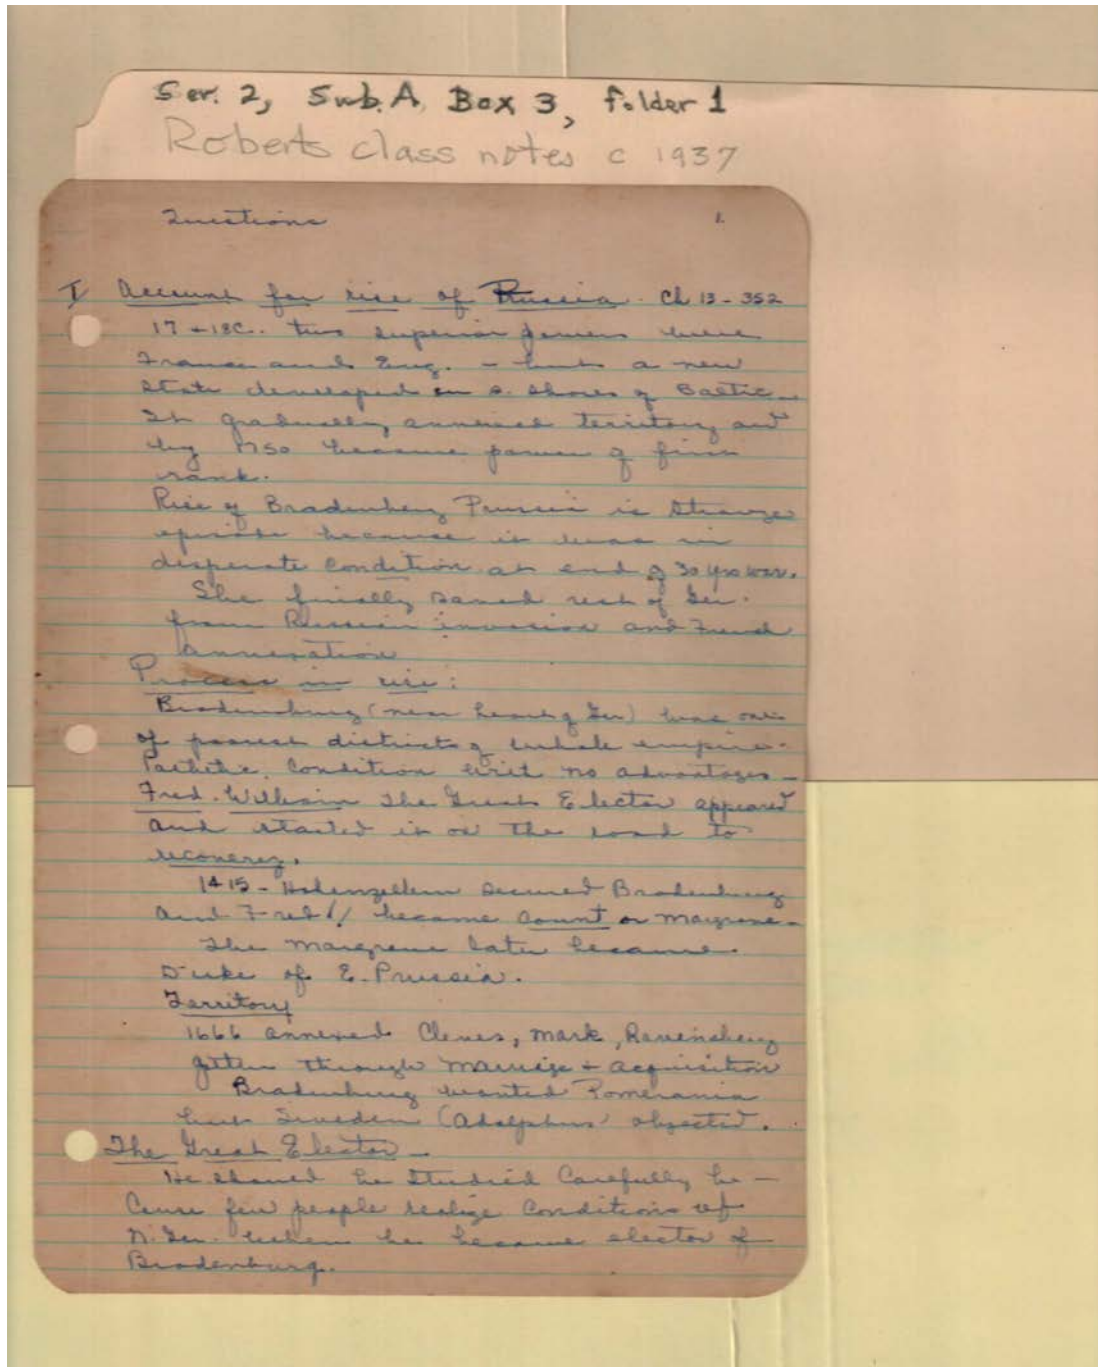 Ser. 2, Sub. A, Box 3, folder 1
Roberts class notes c 1937
Questions 1.
I Account for rise of Prussia. Ch 13 - 352
17 + 18C. two superior powers were
France and Eng. - but a new
state developed on s. shores of Baltic -
It gradually annexed territory and
by 1750 became power of first
rank.
Rise of Bradenberg Prussia is strange
episode because it was in
desperate condition at end of 30 yrs war.
She finally saved rest of Ger.
from Russian invasion and
annexation
Process in rise:
Bradenburg (near heart of Ger) was one
of poorest districts of whole empire -
Pathetic condition with no advantages -
Fred. William the Great Elector appeared
and started it on the road to
recovery.
1415 - Hohenzellern secured Bradenburg
and Fred became Count or Margrave -
The Margrave later became
Duke of E. Prussia.
Territory
1666 annexed Cleves, Mark, Ravensberg
gotten through marriage + acquisition
Bradenburg wanted Pomerania
but Sweden (Adolphus) objected.
The Great Elector -
He should be studied carefully be-
cause few people realize conditions of
N. Ger. when he became elector of
Bradenburg.